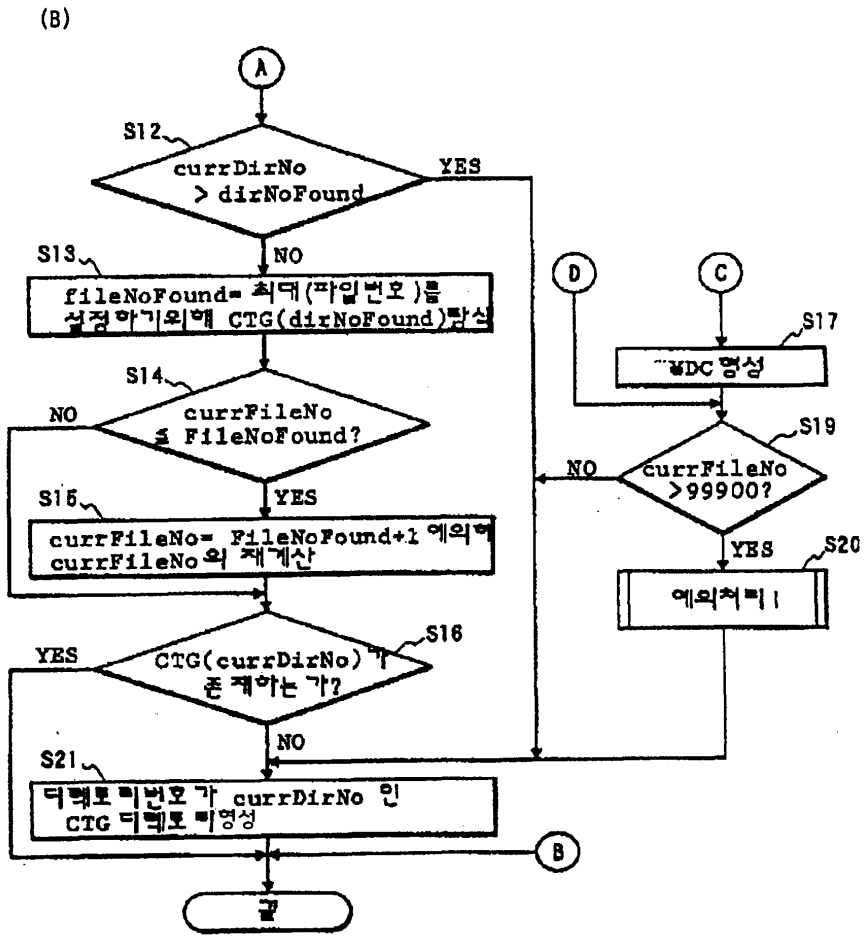 (B)
A
S12
currDirNo
> dirNoFound
YES
NO
S13
fileNoFound= 최대(파일번호)를
설정하기위해 CTG(dirNoFound)탐색
D
C
S17
형성
S14
currFileNo
≤ FileNoFound?
NO
YES
S19
currFileNo
>99900?
NO
YES
S15
currFileNo= FileNoFound+1 에의해
currFileNo의 재계산
S20
예외처리 1
S16
CTG(currDirNo)가
존재하는가?
YES
NO
S21
디렉토리번호가 currDirNo 인
CTG 디렉토리형성
B
끝